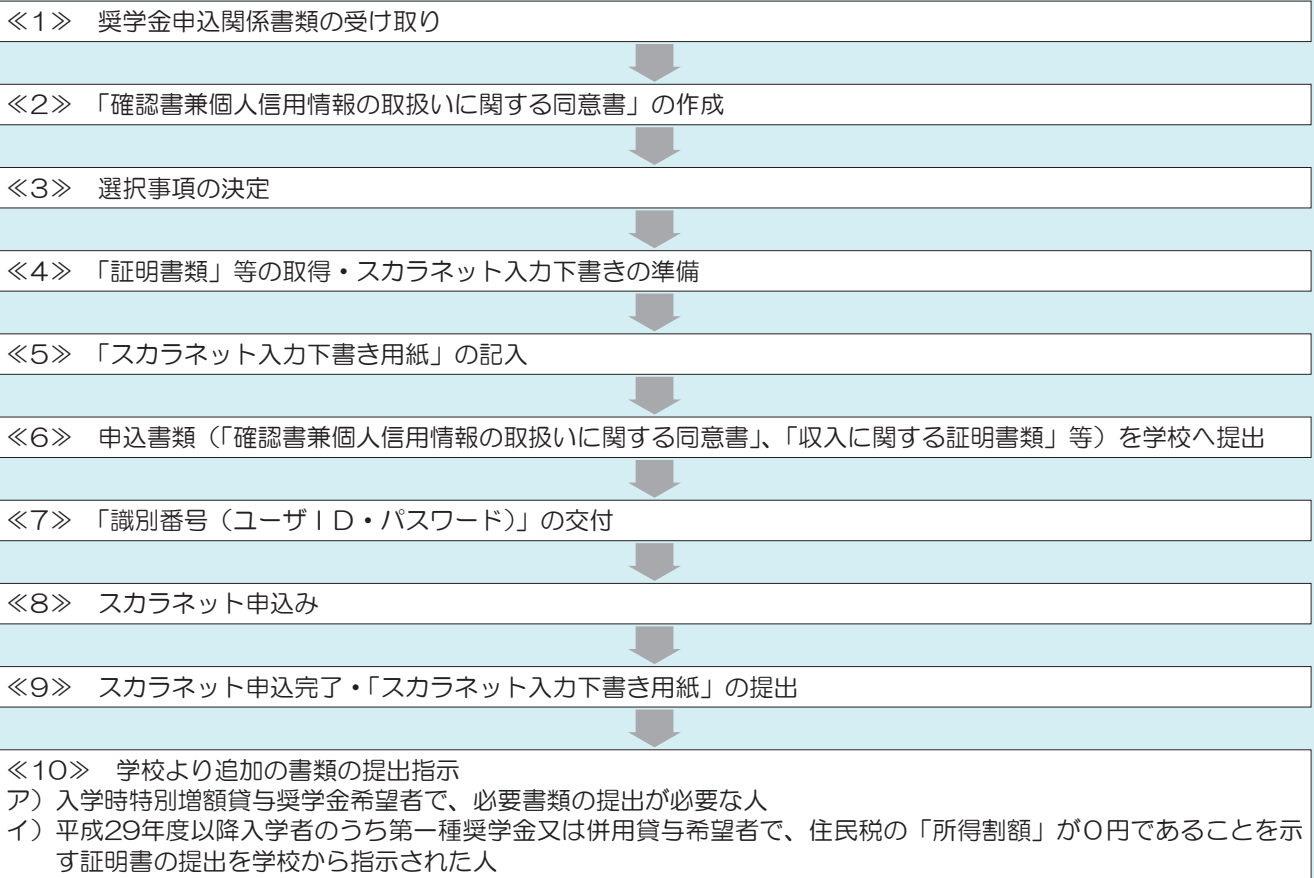 ≪1≫　奨学金申込関係書類の受け取り
≪2≫　「確認書兼個人信用情報の取扱いに関する同意書」の作成
≪3≫　選択事項の決定
≪4≫　「証明書類」等の取得・スカラネット入力下書きの準備
≪5≫　「スカラネット入力下書き用紙」の記入
≪6≫　申込書類（「確認書兼個人信用情報の取扱いに関する同意書」、「収入に関する証明書類」等）を学校へ提出
≪7≫　「識別番号（ユーザＩＤ・パスワード）」の交付
≪8≫　スカラネット申込み
≪9≫　スカラネット申込完了・「スカラネット入力下書き用紙」の提出
≪10≫　学校より追加の書類の提出指示
ア）入学時特別増額貸与奨学金希望者で、必要書類の提出が必要な人
イ）平成29年度以降入学者のうち第一種奨学金又は併用貸与希望者で、住民税の「所得割額」が０円であることを示
す証明書の提出を学校から指示された人